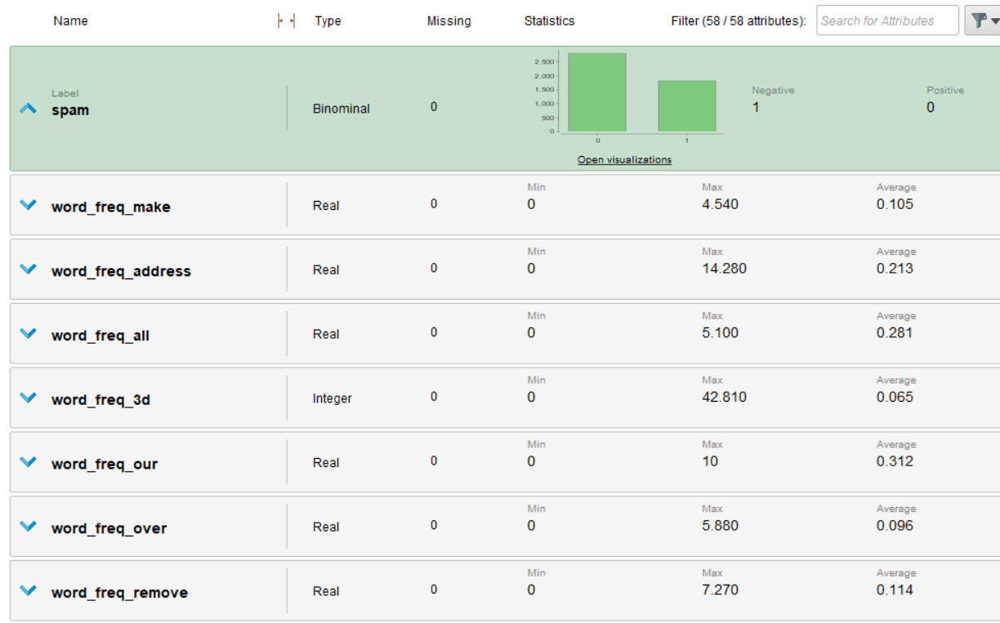 Name Type Missing Statistics Filter (58 / 58 attributes): Search for Attributes
Label
spam
Binominal
0
2,500
2,000
1,500
1,000
500
0
0 1
Open visualizations
Negative
1
Positive
0
word_freq_make Real 0
Min Max Average
0 4.540 0.105
word_freq_address Real 0
Min Max Average
0 14.280 0.213
word_freq_all Real 0
Min Max Average
0 5.100 0.281
word_freq_3d Integer 0
Min Max Average
0 42.810 0.065
word_freq_our Real 0
Min Max Average
0 10 0.312
word_freq_over Real 0
Min Max Average
0 5.880 0.096
word_freq_remove Real 0
Min Max Average
0 7.270 0.114